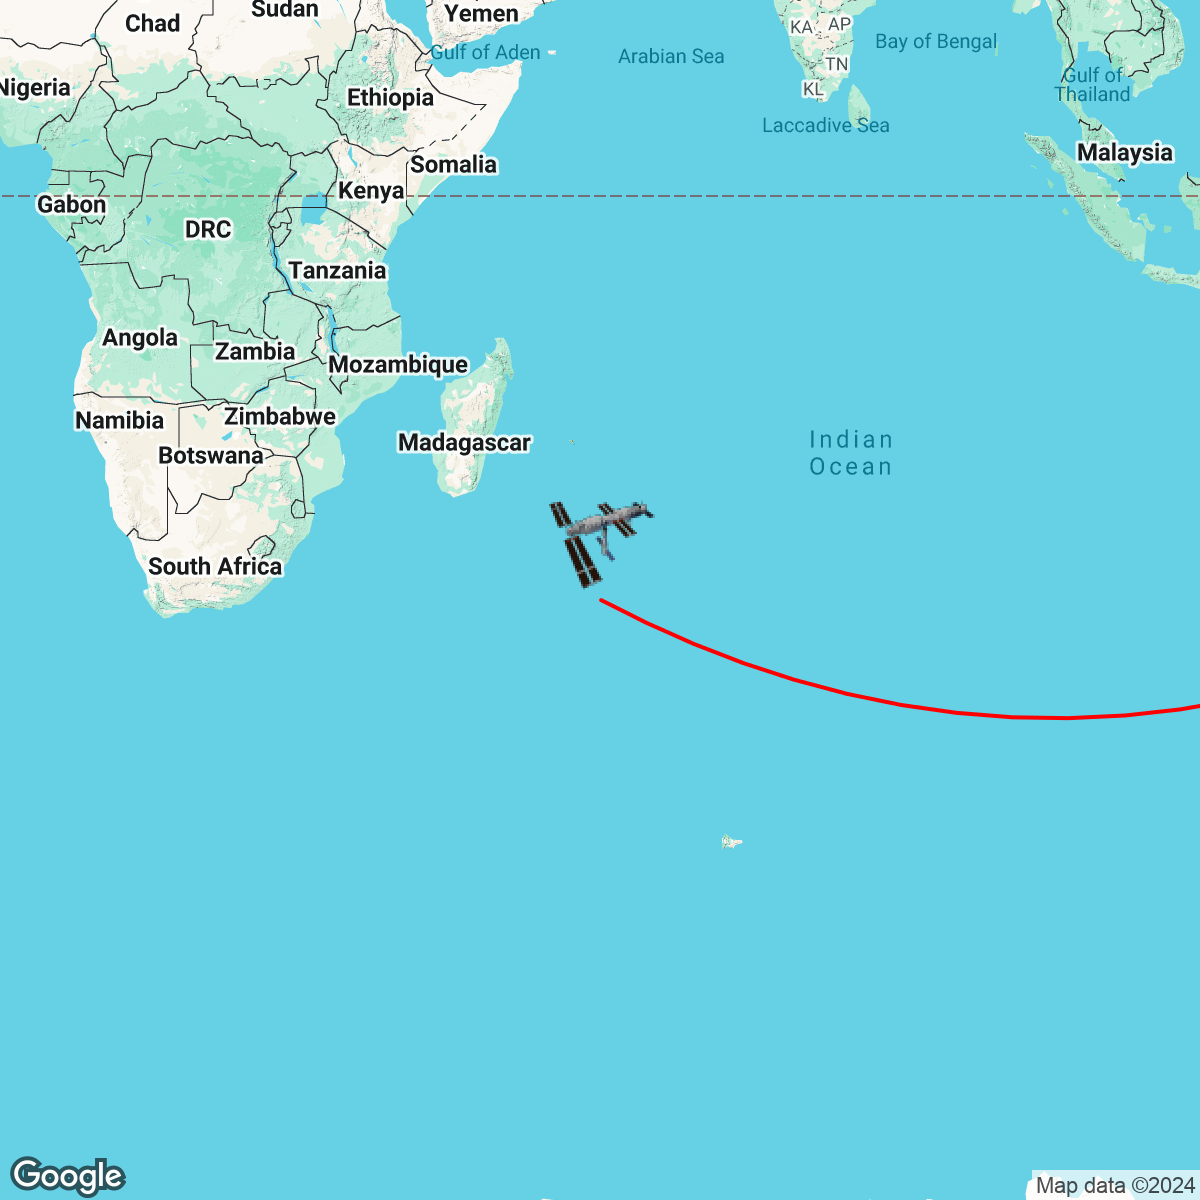 Sudan
Chad
Yemen
KA
AP
Gulf of Aden
Arabian Sea
Bay of Bengal
TN
Nigeria
Ethiopia
KL
Gulf of
Thailand
Laccadive Sea
Malaysia
Somalia
Kenya
Gabon
DRC
Tanzania
Angola
Zambia
Mozambique
Namibia
Zimbabwe
Madagascar
Botswana
Indian
Ocean
South Africa
Google
Map data ©2024